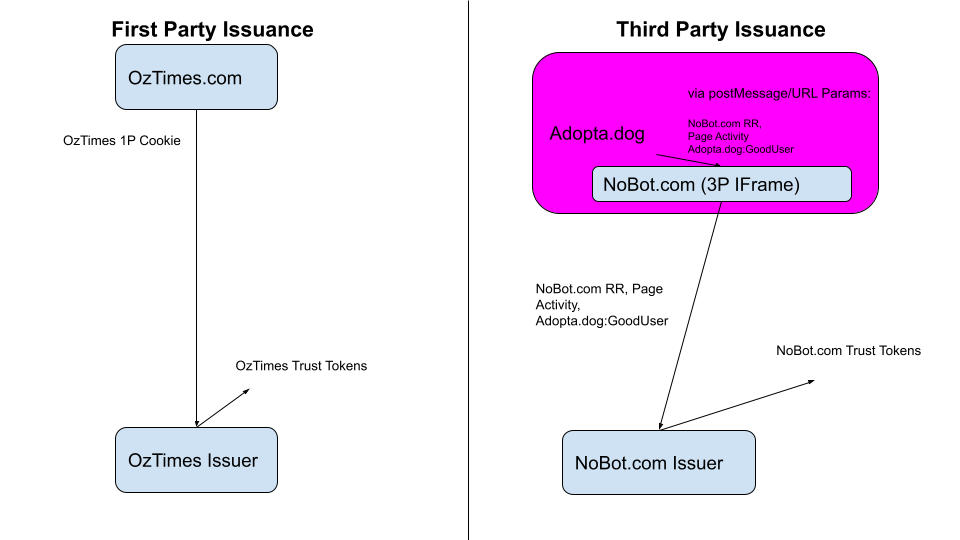 First Party Issuance
OzTimes.com
OzTimes 1P Cookie
OzTimes Trust Tokens
OzTimes Issuer
Third Party Issuance
via postMessage/URL Params:
Adopta.dog
NoBot.com RR,
Page Activity
Adopta.dog:GoodUser
NoBot.com (3P IFrame)
NoBot.com RR, Page
Activity,
Adopta.dog:GoodUser
NoBot.com Trust Tokens
NoBot.com Issuer